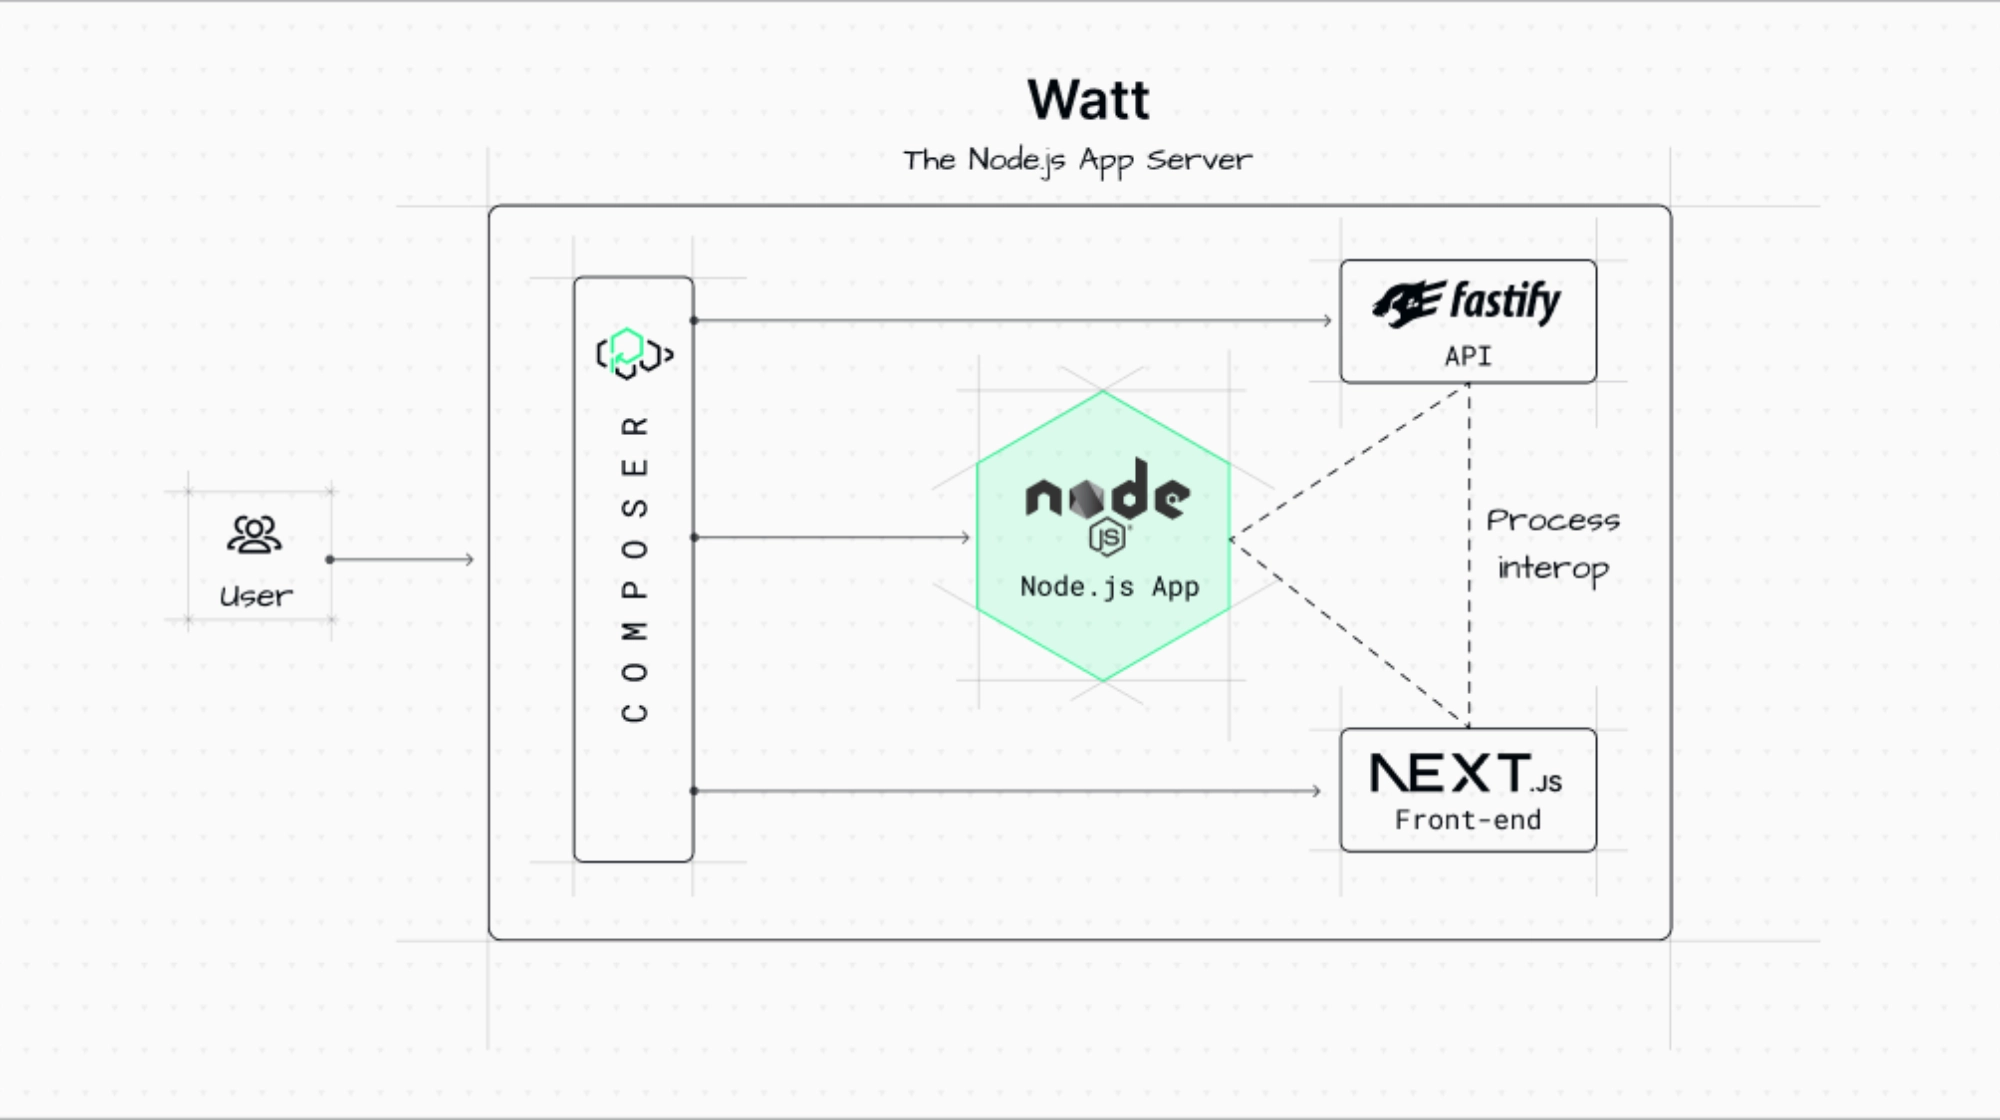 Watt
The Node.js App Server
fastify
API
COMPOSER
node
JS
Node.js App
Process
interop
User
NEXT.JS
Front-end